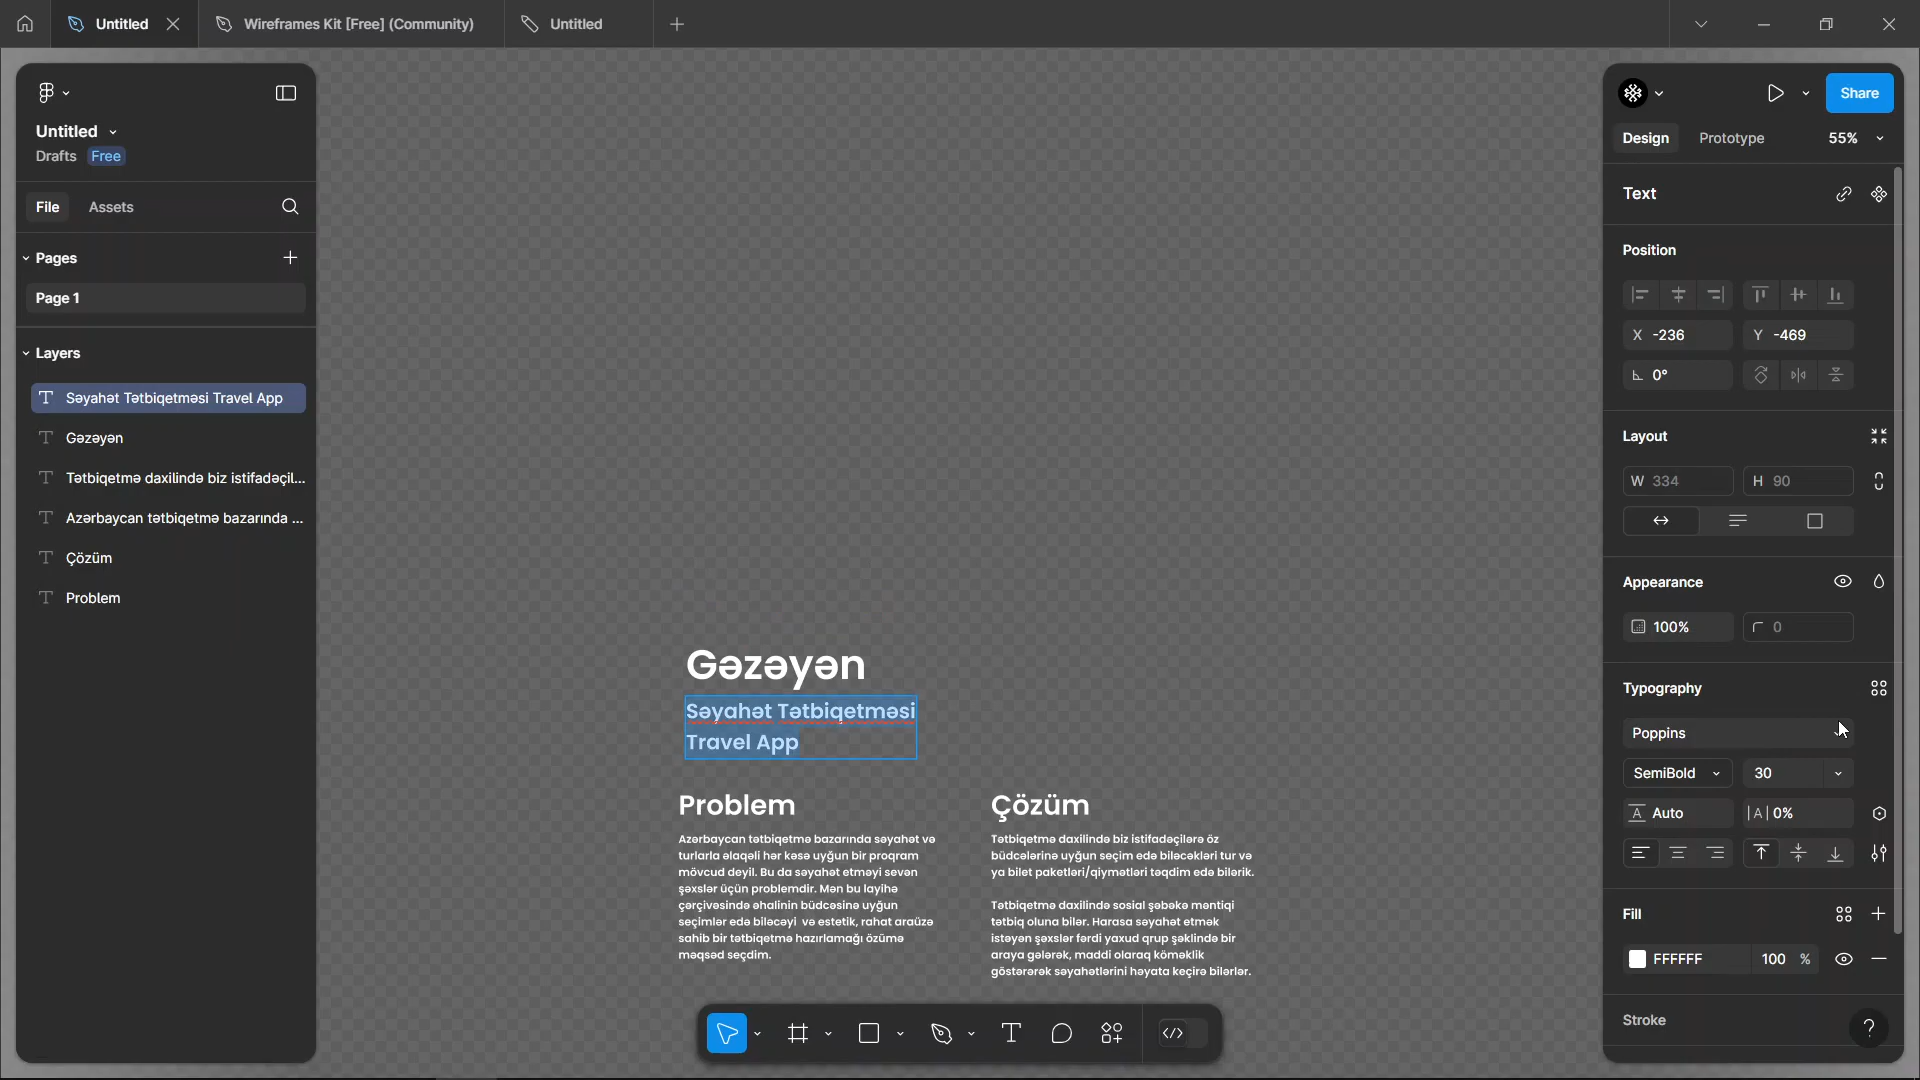 Untitled
Wireframes Kit [Free] (Community)
Untitled
Untitled
Drafts Free
File Assets
Pages
Page 1
Layers
Səyahət Tətbiqetməsi Travel App
Gəzəyən
Tətbiqetmə daxilində biz istifadəçil...
Azərbaycan tətbiqetmə bazarında ...
Çözüm
Problem
Gəzəyən
Səyahət Tətbiqetməsi
Travel App
Problem
Azərbaycan tətbiqetmə bazarında səyahət və
turlarla əlaqəli hər kəsə uyğun bir proqram
mövcud deyil. Bu da səyahət etməyi sevən
şəxslər üçün problemdir. Mən bu layihə
çərçivəsində əhalinin büdcəsinə uyğun
seçimlər edə biləcəyi  və estetik, rahat araüzə
sahib bir tətbiqetmə hazırlamağı özümə
məqsəd seçdim.
Çözüm
Tətbiqetmə daxilində biz istifadəçilərə öz
büdcələrinə uyğun seçim edə biləcəkləri tur və
ya bilet paketləri/qiymətləri təqdim edə bilərik.
Tətbiqetmə daxilində sosial şəbəkə məntiqi
tətbiq oluna bilər. Harasa səyahət etmək
istəyən şəxslər fərdi yaxud qrup şəklində bir
araya gələrək, maddi olaraq köməklik
göstərərək səyahətlərini həyata keçirə bilərlər.
Share
Design Prototype 55%
Text
Position
X -236 Y -469
0°
Layout
W 334 H 90
Appearance
100% 0
Typography
Poppins
SemiBold 30
A Auto |A| 0%
Fill
FFFFFF 100 %
Stroke
?